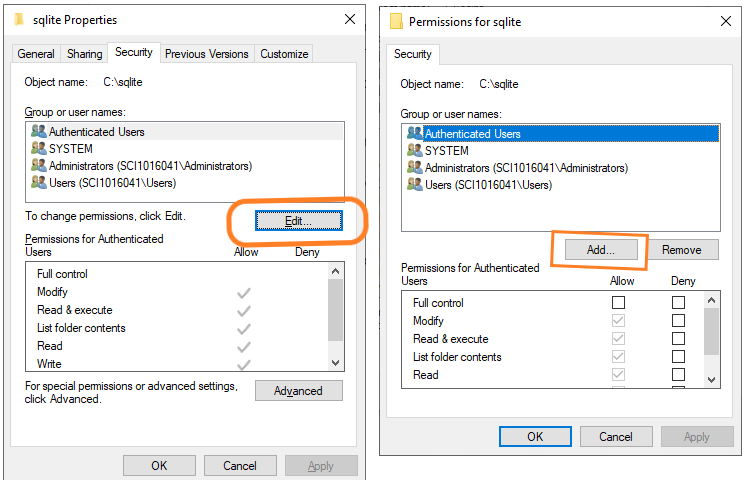 sqlite Properties
General Sharing Security Previous Versions Customize
Object name: C:\sqlite
Group or user names:
Authenticated Users
SYSTEM
Administrators (SCI1016041\Administrators)
Users (SCI1016041\Users)
To change permissions, click Edit.
Edit...
Permissions for Authenticated
Users Allow Deny
Full control
Modify
Read & execute
List folder contents
Read
Write
For special permissions or advanced settings,
click Advanced.
Advanced
OK Cancel Apply
Permissions for sqlite
Security
Object name: C:\sqlite
Group or user names:
Authenticated Users
SYSTEM
Administrators (SCI1016041\Administrators)
Users (SCI1016041\Users)
Add... Remove
Permissions for Authenticated
Users Allow Deny
Full control
Modify
Read & execute
List folder contents
Read
OK Cancel Apply